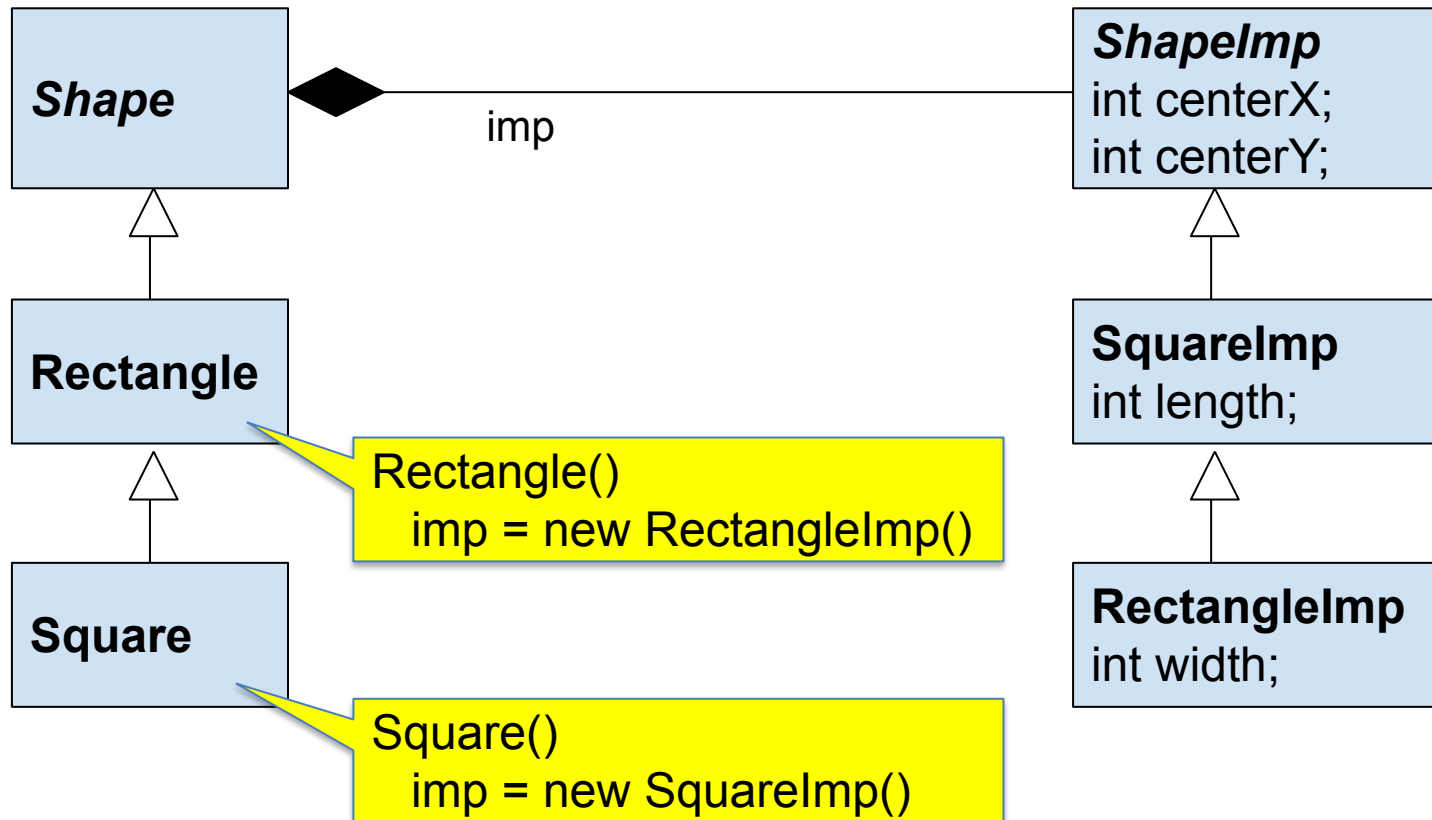 Shape
imp
ShapeImp
int centerX;
int centerY;
Rectangle
SquareImp
int length;
Rectangle()
imp = new RectangleImp()
Square
RectangleImp
int width;
Square()
imp = new SquareImp()